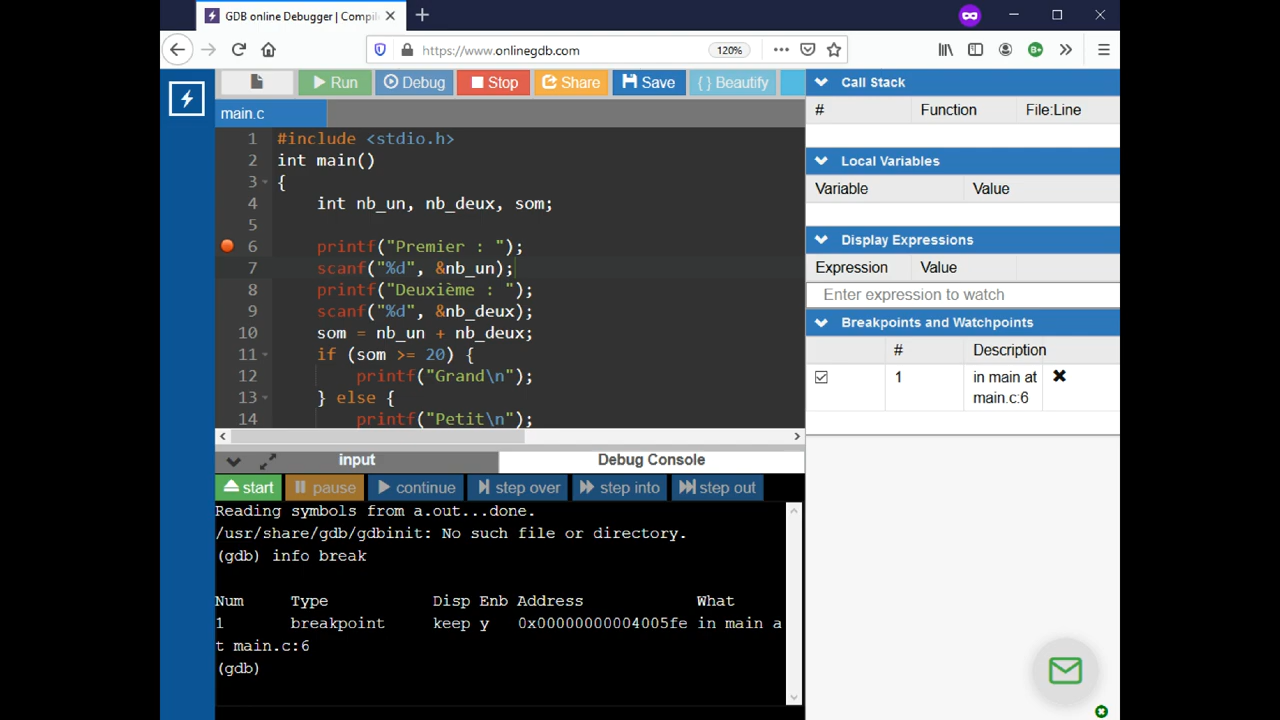 GDB online Debugger | Compile
https://www.onlinegdb.com
120%
Run
Debug
Stop
Share
Save
{ } Beautify
main.c
1 #include <stdio.h>
2 int main()
3 {
4 int nb_un, nb_deux, som;
5
6 printf("Premier : ");
7 scanf("%d", &nb_un);
8 printf("Deuxième : ");
9 scanf("%d", &nb_deux);
10 som = nb_un + nb_deux;
11 if (som >= 20) {
12 printf("Grand\n");
13 } else {
14 printf("Petit\n");
input
Debug Console
start
pause
continue
step over
step into
step out
Reading symbols from a.out...done.
/usr/share/gdb/gdbinit: No such file or directory.
(gdb) info break
Num Type Disp Enb Address What
1 breakpoint keep y 0x00000000004005fe in main a
t main.c:6
(gdb)
Call Stack
# Function File:Line
Local Variables
Variable Value
Display Expressions
Expression Value
Enter expression to watch
Breakpoints and Watchpoints
# Description
1 in main at
main.c:6